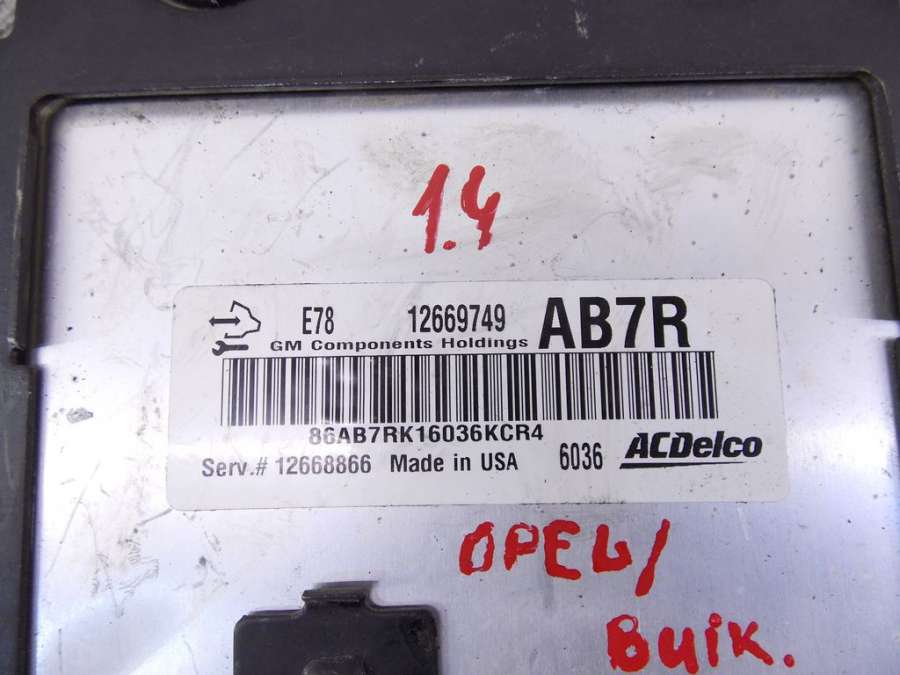 1.4
E78 12669749 AB7R
GM Components Holdings
86AB7RK16036KCR4
Serv.# 12668866 Made in USA 6036 ACDelco
OPEL/
Buik.